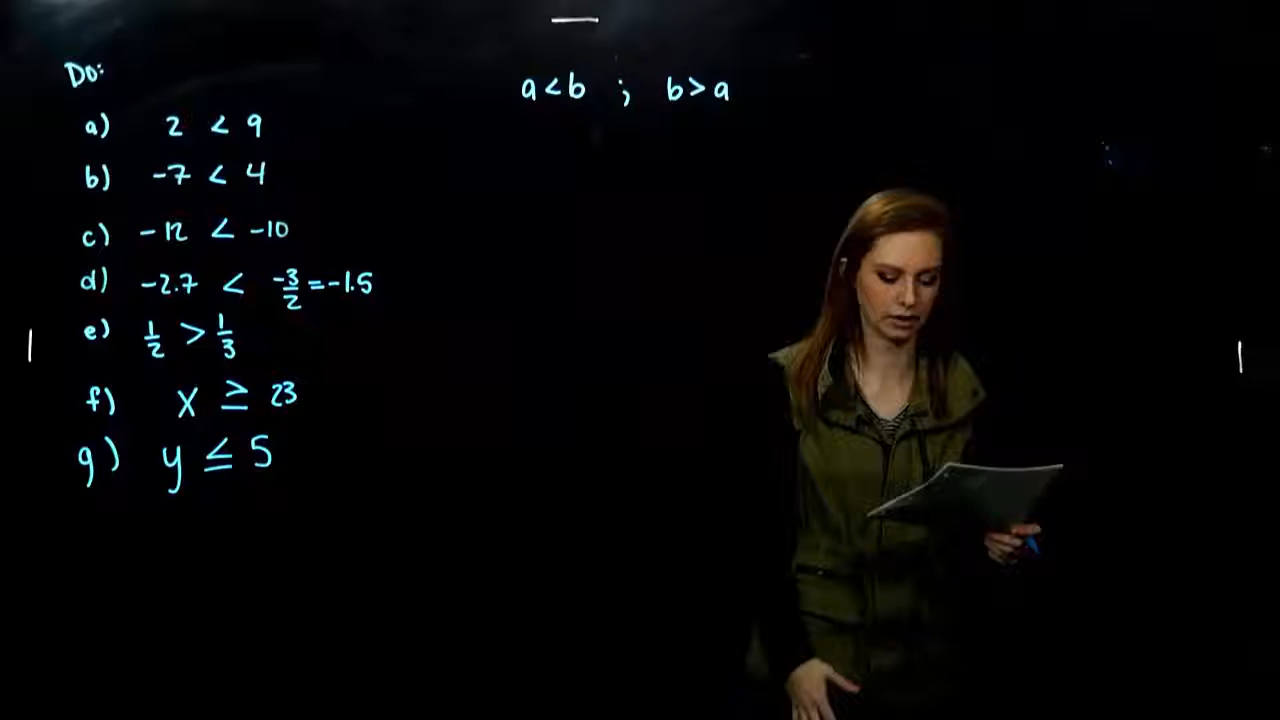 Do:
a < b ; b > a
a) 2 < 9
b) -7 < 4
c) -12 < -10
d) -2.7 < -3/2 = -1.5
e) 1/2 > 1/3
f) x ≥ 23
g) y ≤ 5